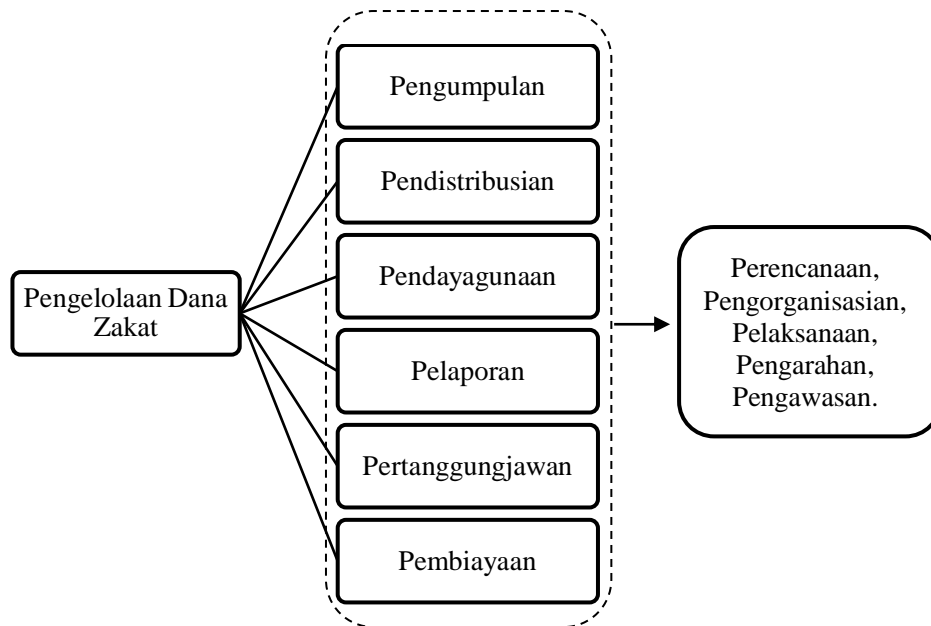 Pengelolaan Dana
Zakat
Pengumpulan
Pendistribusian
Pendayagunaan
Pelaporan
Pertanggungjawan
Pembiayaan
Perencanaan,
Pengorganisasian,
Pelaksanaan,
Pengarahan,
Pengawasan.